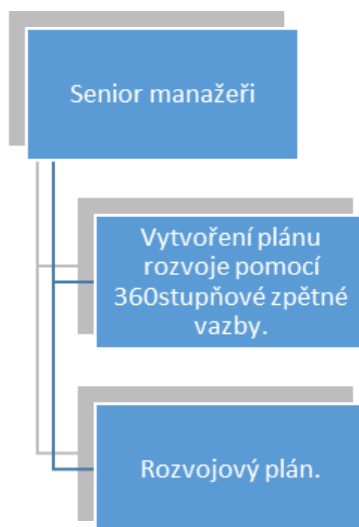 Senior manažeři
Vytvoření plánu
rozvoje pomocí
360stupňové zpětné
vazby.
Rozvojový plán.